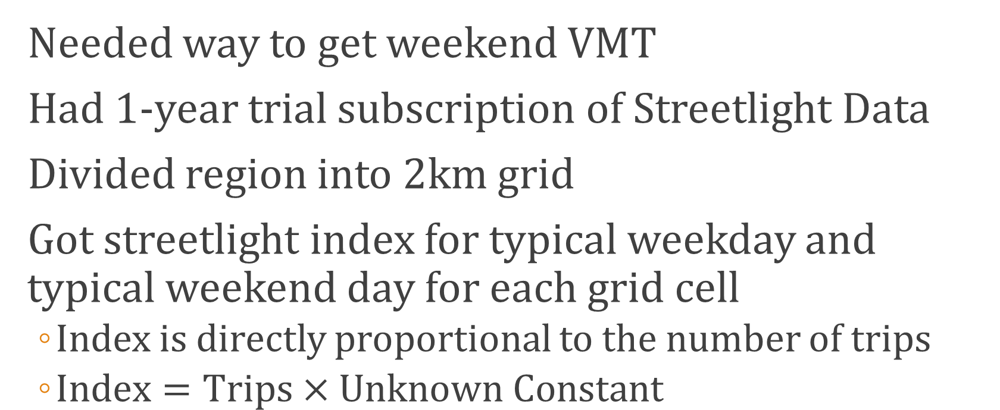 Needed way to get weekend VMT
Had 1-year trial subscription of Streetlight Data
Divided region into 2km grid
Got streetlight index for typical weekday and
typical weekend day for each grid cell
◦Index is directly proportional to the number of trips
◦Index = Trips × Unknown Constant